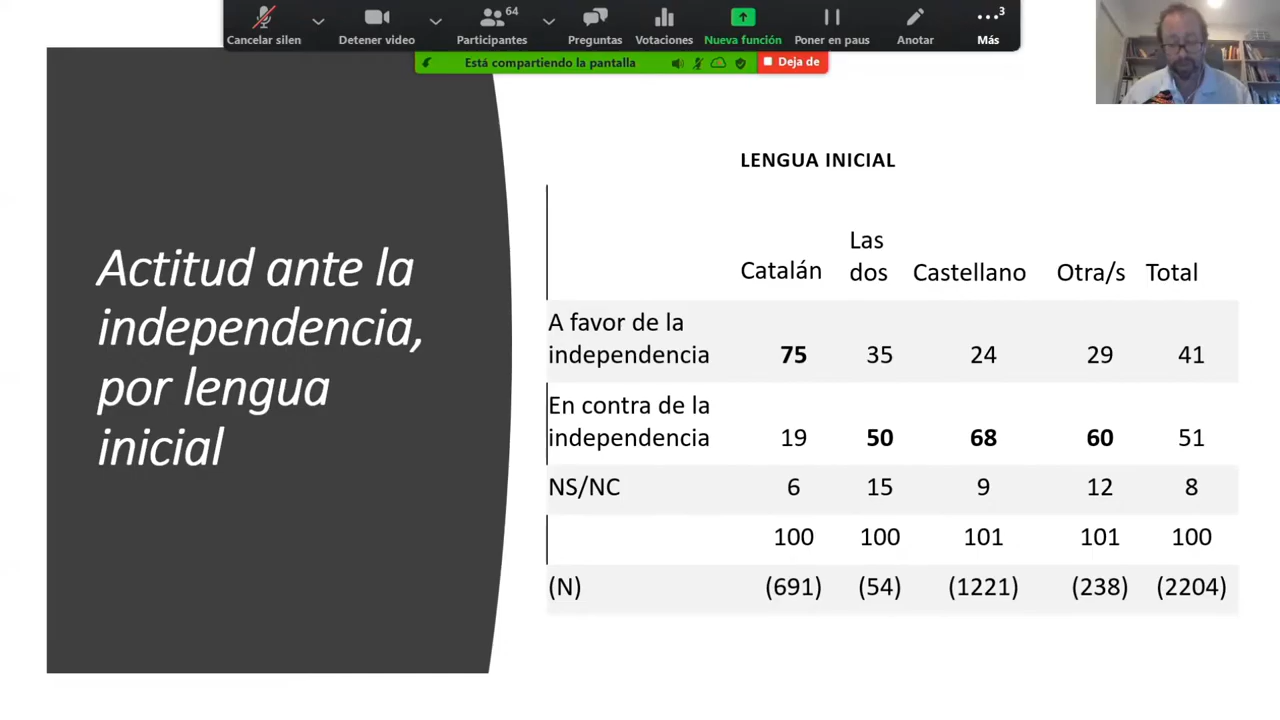 64
3
Cancelar silen
Detener video
Participantes
Preguntas
Votaciones
Nueva función
Poner en paus
Anotar
Más
Está compartiendo la pantalla
Deja de
Actitud ante la
independencia,
por lengua
inicial
LENGUA INICIAL
Catalán Las dos Castellano Otra/s Total
A favor de la
independencia 75 35 24 29 41
En contra de la
independencia 19 50 68 60 51
NS/NC 6 15 9 12 8
100 100 101 101 100
(N) (691) (54) (1221) (238) (2204)